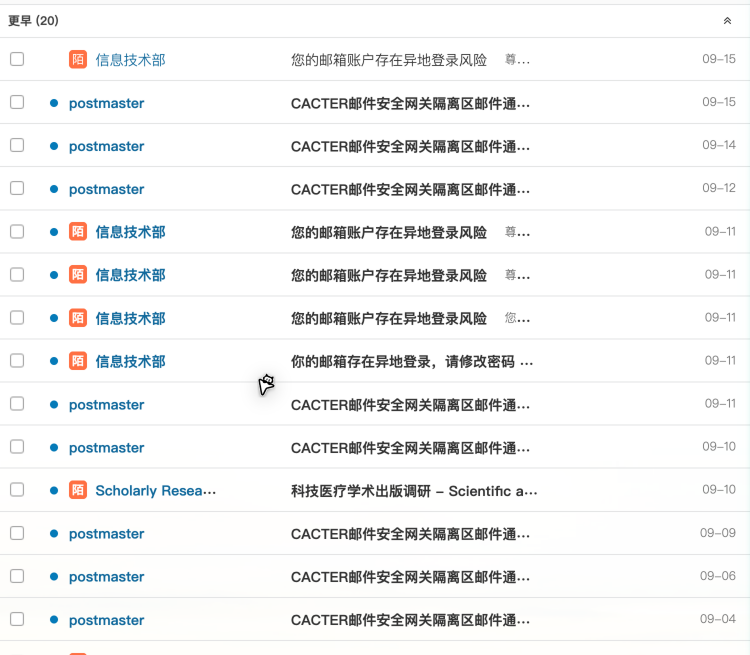 更早 (20)
陌 信息技术部 您的邮箱账户存在异地登录风险 尊... 09-15
postmaster CACTER邮件安全网关隔离区邮件通... 09-15
postmaster CACTER邮件安全网关隔离区邮件通... 09-14
postmaster CACTER邮件安全网关隔离区邮件通... 09-12
陌 信息技术部 您的邮箱账户存在异地登录风险 尊... 09-11
陌 信息技术部 您的邮箱账户存在异地登录风险 尊... 09-11
陌 信息技术部 您的邮箱账户存在异地登录风险 您... 09-11
陌 信息技术部 你的邮箱存在异地登录，请修改密码 ... 09-11
postmaster CACTER邮件安全网关隔离区邮件通... 09-11
postmaster CACTER邮件安全网关隔离区邮件通... 09-10
陌 Scholarly Resea... 科技医疗学术出版调研 – Scientific a... 09-10
postmaster CACTER邮件安全网关隔离区邮件通... 09-09
postmaster CACTER邮件安全网关隔离区邮件通... 09-06
postmaster CACTER邮件安全网关隔离区邮件通... 09-04